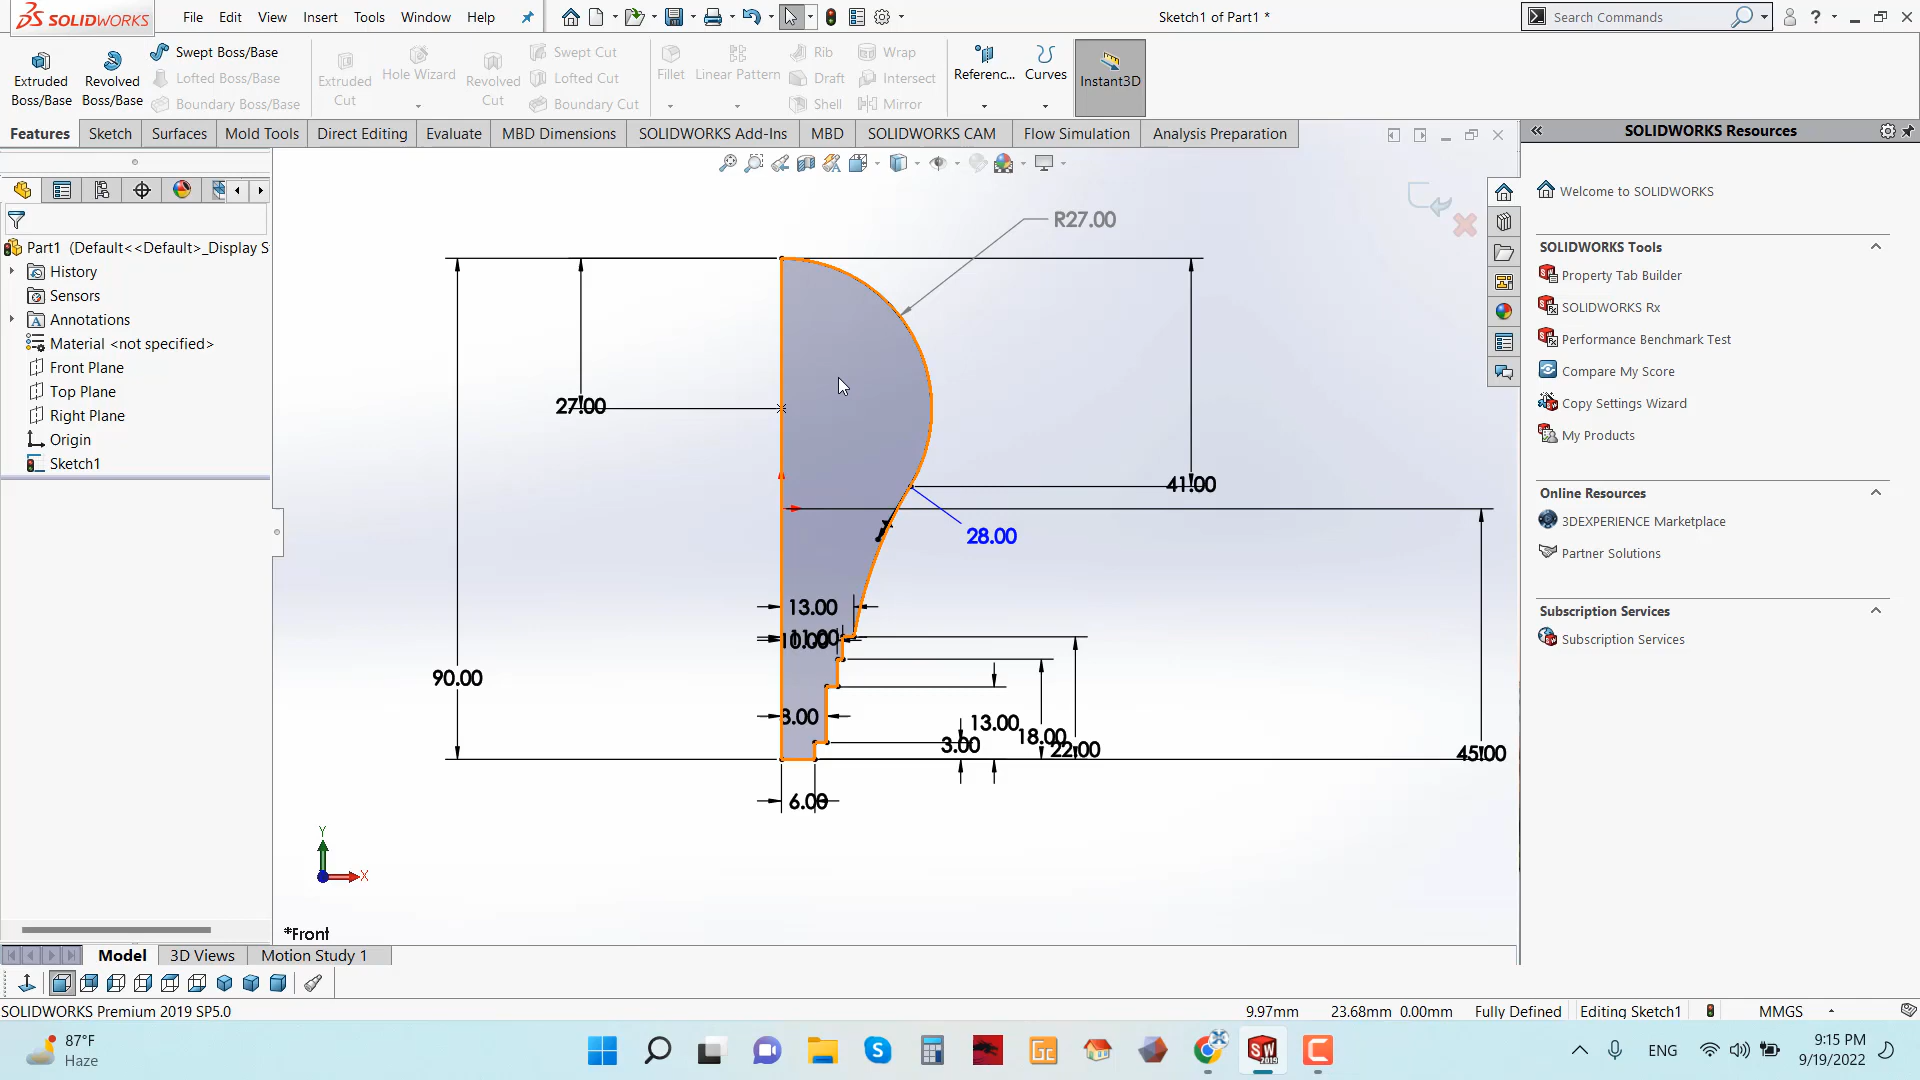 SOLIDWORKS File Edit View Insert Tools Window Help Sketch1 of Part1 * Search Commands
Extruded Boss/Base
Revolved Boss/Base
Swept Boss/Base
Lofted Boss/Base
Boundary Boss/Base
Extruded Cut
Hole Wizard
Revolved Cut
Swept Cut
Lofted Cut
Boundary Cut
Fillet
Linear Pattern
Rib
Draft
Shell
Wrap
Intersect
Mirror
Referenc...
Curves
Instant3D
Features Sketch Surfaces Mold Tools Direct Editing Evaluate MBD Dimensions SOLIDWORKS Add-Ins MBD SOLIDWORKS CAM Flow Simulation Analysis Preparation
Part1 (Default<<Default>_Display S
History
Sensors
Annotations
Material <not specified>
Front Plane
Top Plane
Right Plane
Origin
Sketch1
R27.00
27.00
41.00
28.00
13.00
11.00
10.00
90.00
8.00
13.00
18.00
3.00
22.00
45.00
6.00
Y
X
*Front
SOLIDWORKS Resources
Welcome to SOLIDWORKS
SOLIDWORKS Tools
Property Tab Builder
SOLIDWORKS Rx
Performance Benchmark Test
Compare My Score
Copy Settings Wizard
My Products
Online Resources
3DEXPERIENCE Marketplace
Partner Solutions
Subscription Services
Subscription Services
Model 3D Views Motion Study 1
SOLIDWORKS Premium 2019 SP5.0 9.97mm 23.68mm 0.00mm Fully Defined Editing Sketch1 MMGS
87°F
Haze
ENG
9:15 PM
9/19/2022